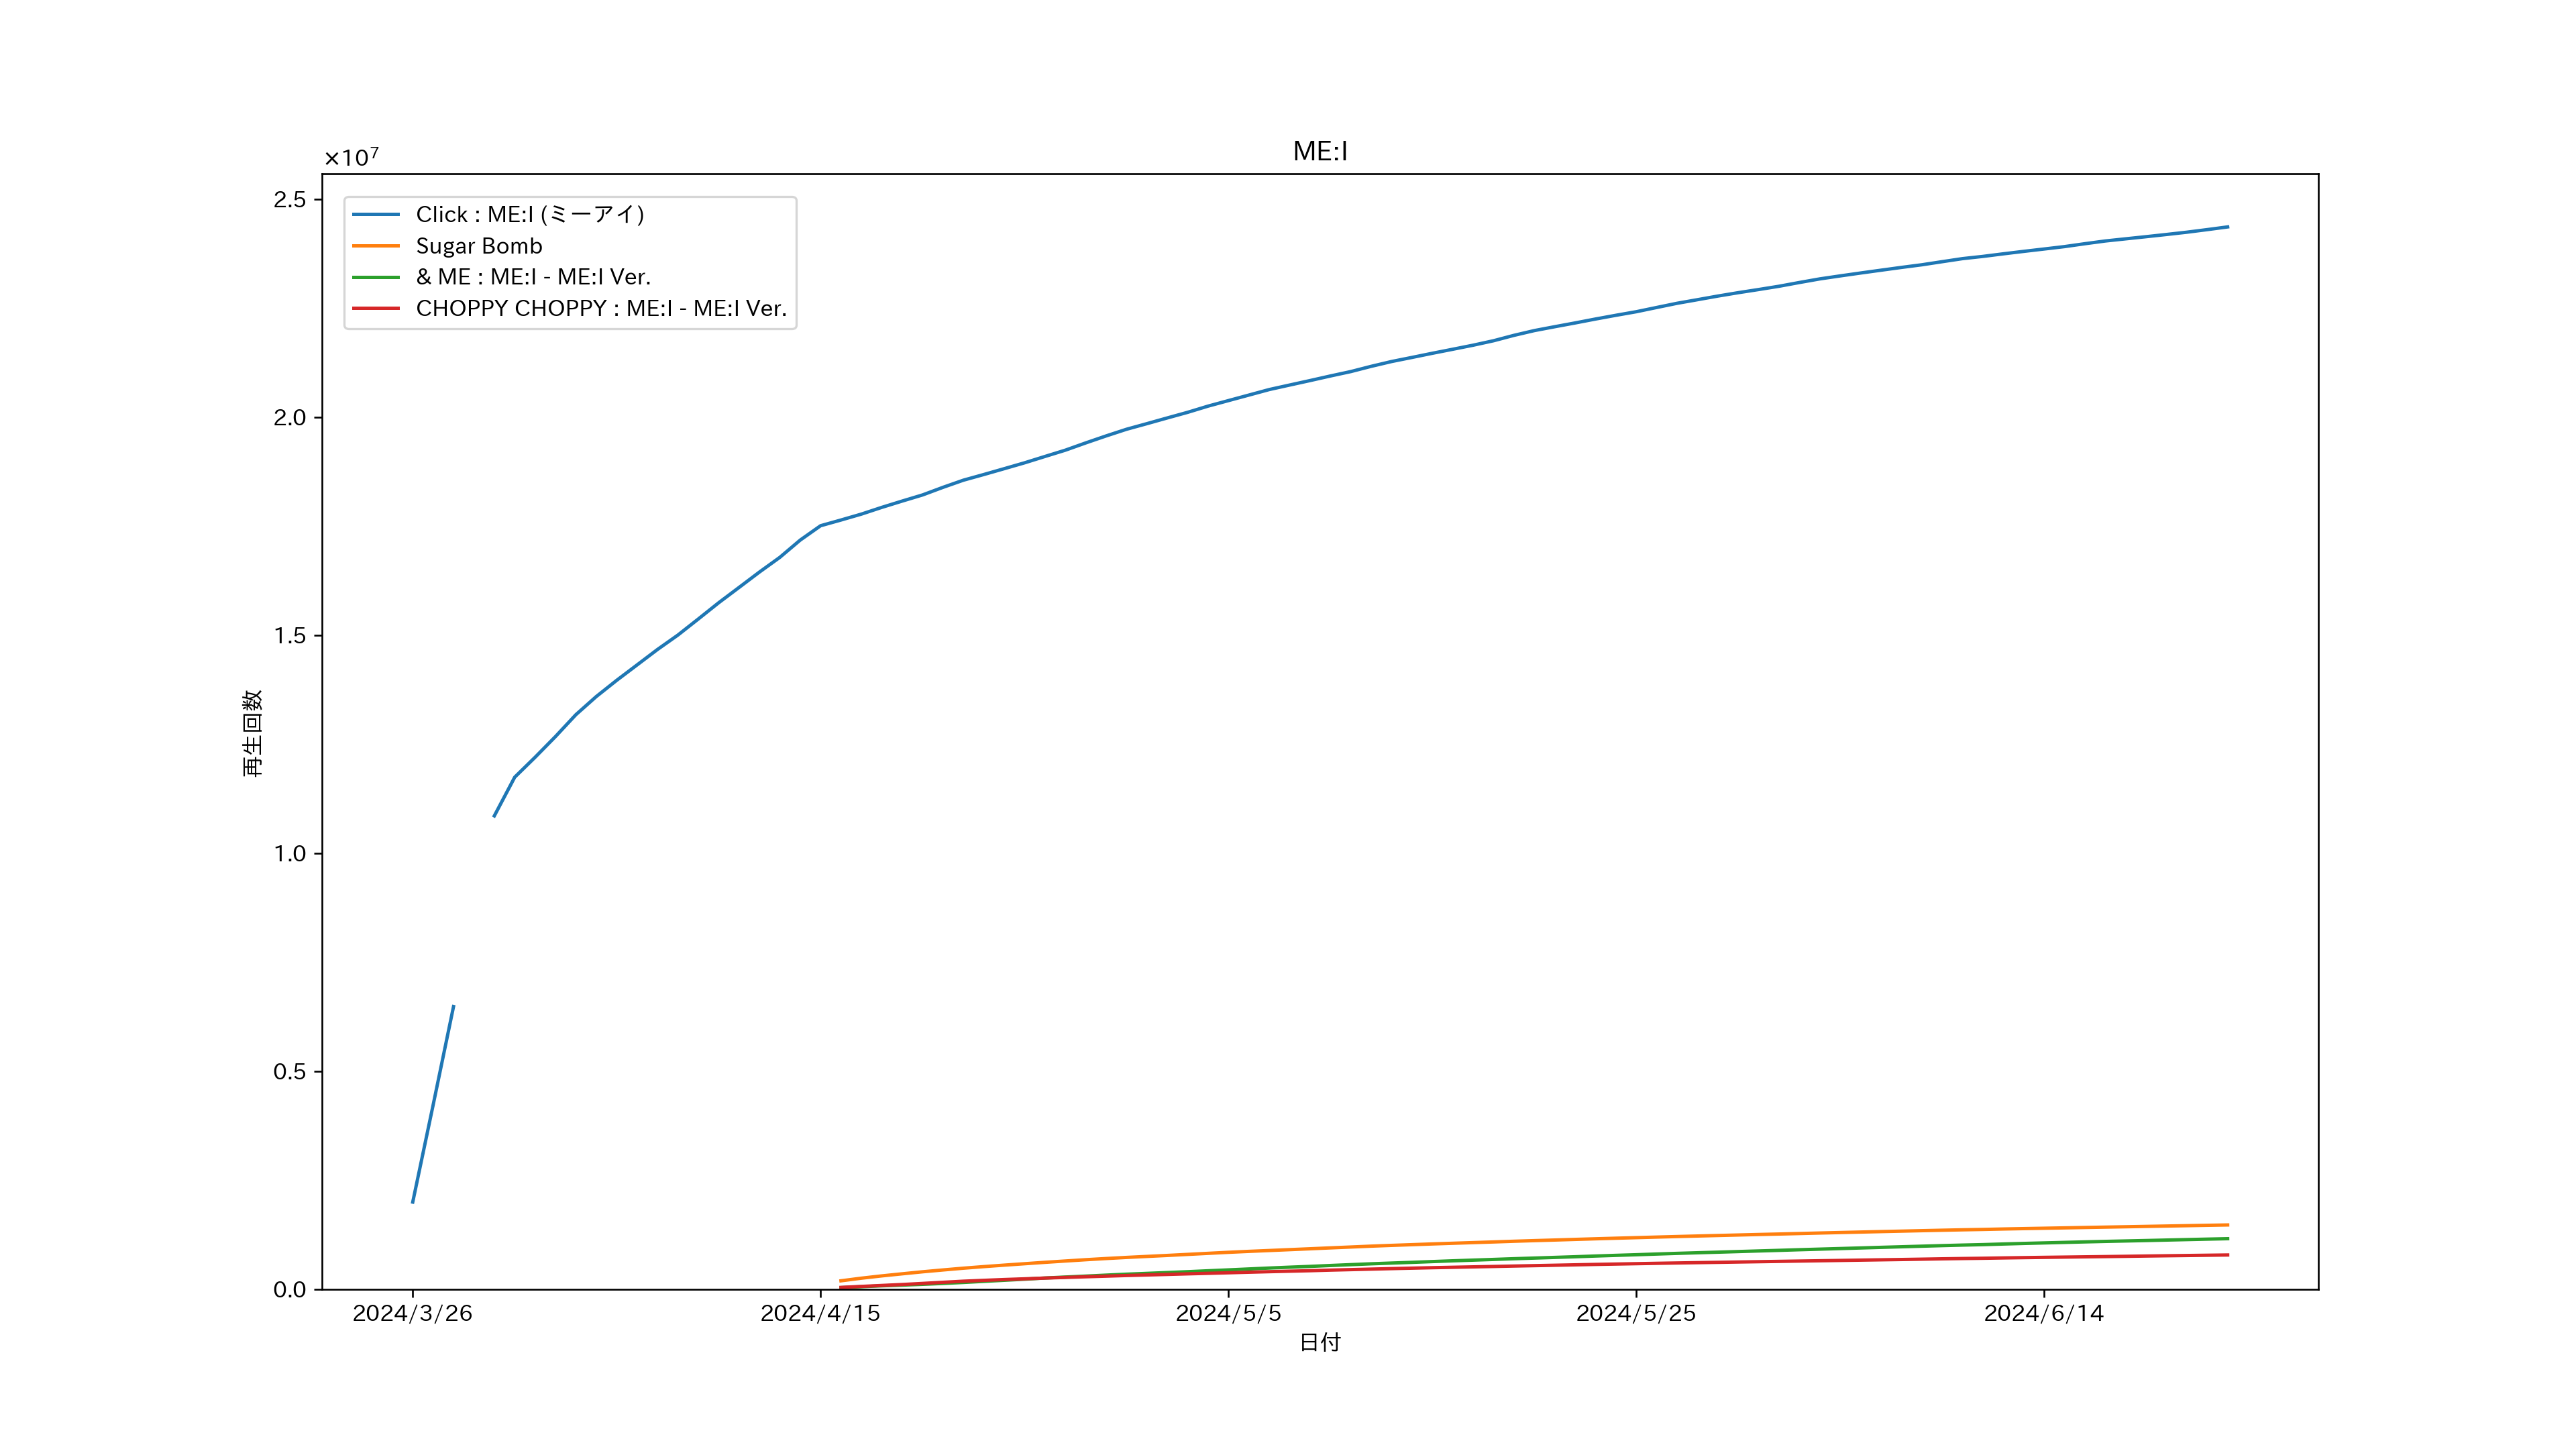 ME:I
×10⁷
2.5
2.0
1.5
1.0
0.5
0.0
Click : ME:I (ミーアイ)
Sugar Bomb
& ME : ME:I - ME:I Ver.
CHOPPY CHOPPY : ME:I - ME:I Ver.
再生回数
2024/3/26 2024/4/15 2024/5/5 2024/5/25 2024/6/14
日付